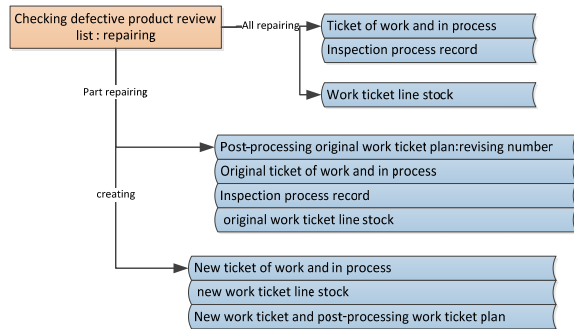 Checking defective product review
list : repairing
All repairing
Ticket of work and in process
Inspection process record
Work ticket line stock
Part repairing
Post-processing original work ticket plan:revising number
Original ticket of work and in process
Inspection process record
original work ticket line stock
creating
New ticket of work and in process
new work ticket line stock
New work ticket and post-processing work ticket plan